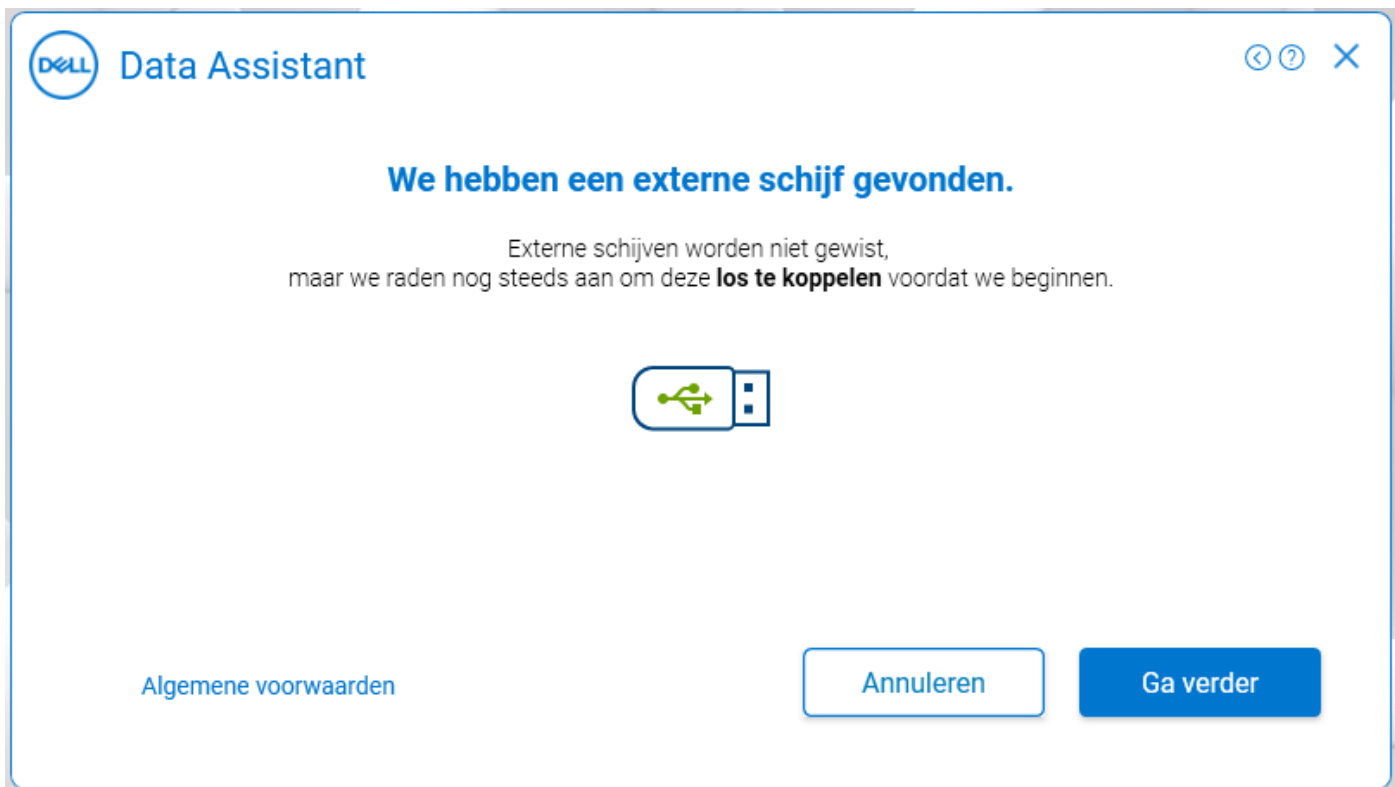 DELL
Data Assistant
We hebben een externe schijf gevonden.
Externe schijven worden niet gewist,
maar we raden nog steeds aan om deze los te koppelen voordat we beginnen.
Algemene voorwaarden
Annuleren
Ga verder